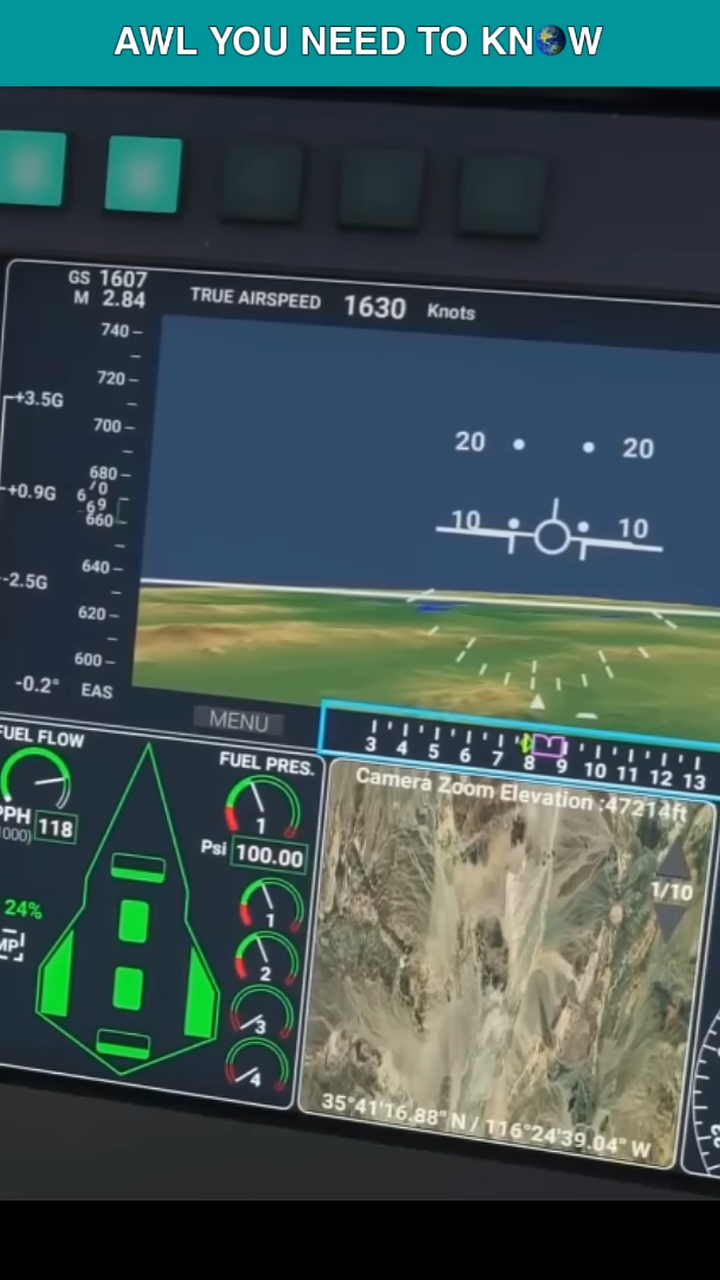 AWL YOU NEED TO KN🌏W
GS 1607
M 2.84
TRUE AIRSPEED 1630 Knots
740
720
+3.5G
700
20 20
680
+0.9G
660
10 10
640
-2.5G
620
600
-0.2° EAS
MENU
3 4 5 6 7 8 9 10 11 12 13
FUEL FLOW
FUEL PRES.
Camera Zoom Elevation :47214ft
1
PPH 118
000)
Psi 100.00
1/10
24%
1
2
3
4
35°41'16.88" N / 116°24'39.04" W